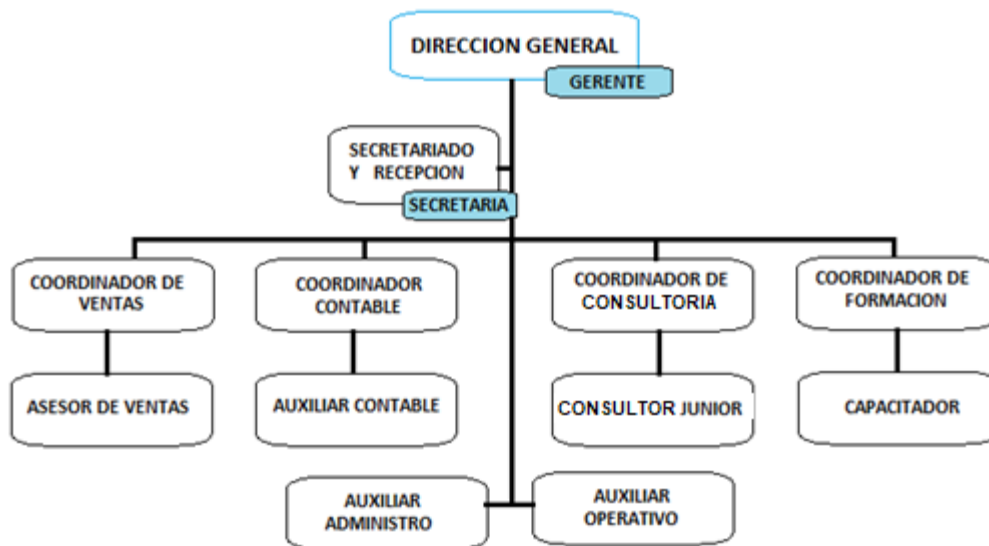 DIRECCION GENERAL
GERENTE
SECRETARIADO
Y RECEPCION
SECRETARIA
COORDINADOR DE
VENTAS
COORDINADOR
CONTABLE
COORDINADOR DE
CONSULTORIA
COORDINADOR DE
FORMACION
ASESOR DE VENTAS
AUXILIAR CONTABLE
CONSULTOR JUNIOR
CAPACITADOR
AUXILIAR
ADMINISTRO
AUXILIAR
OPERATIVO